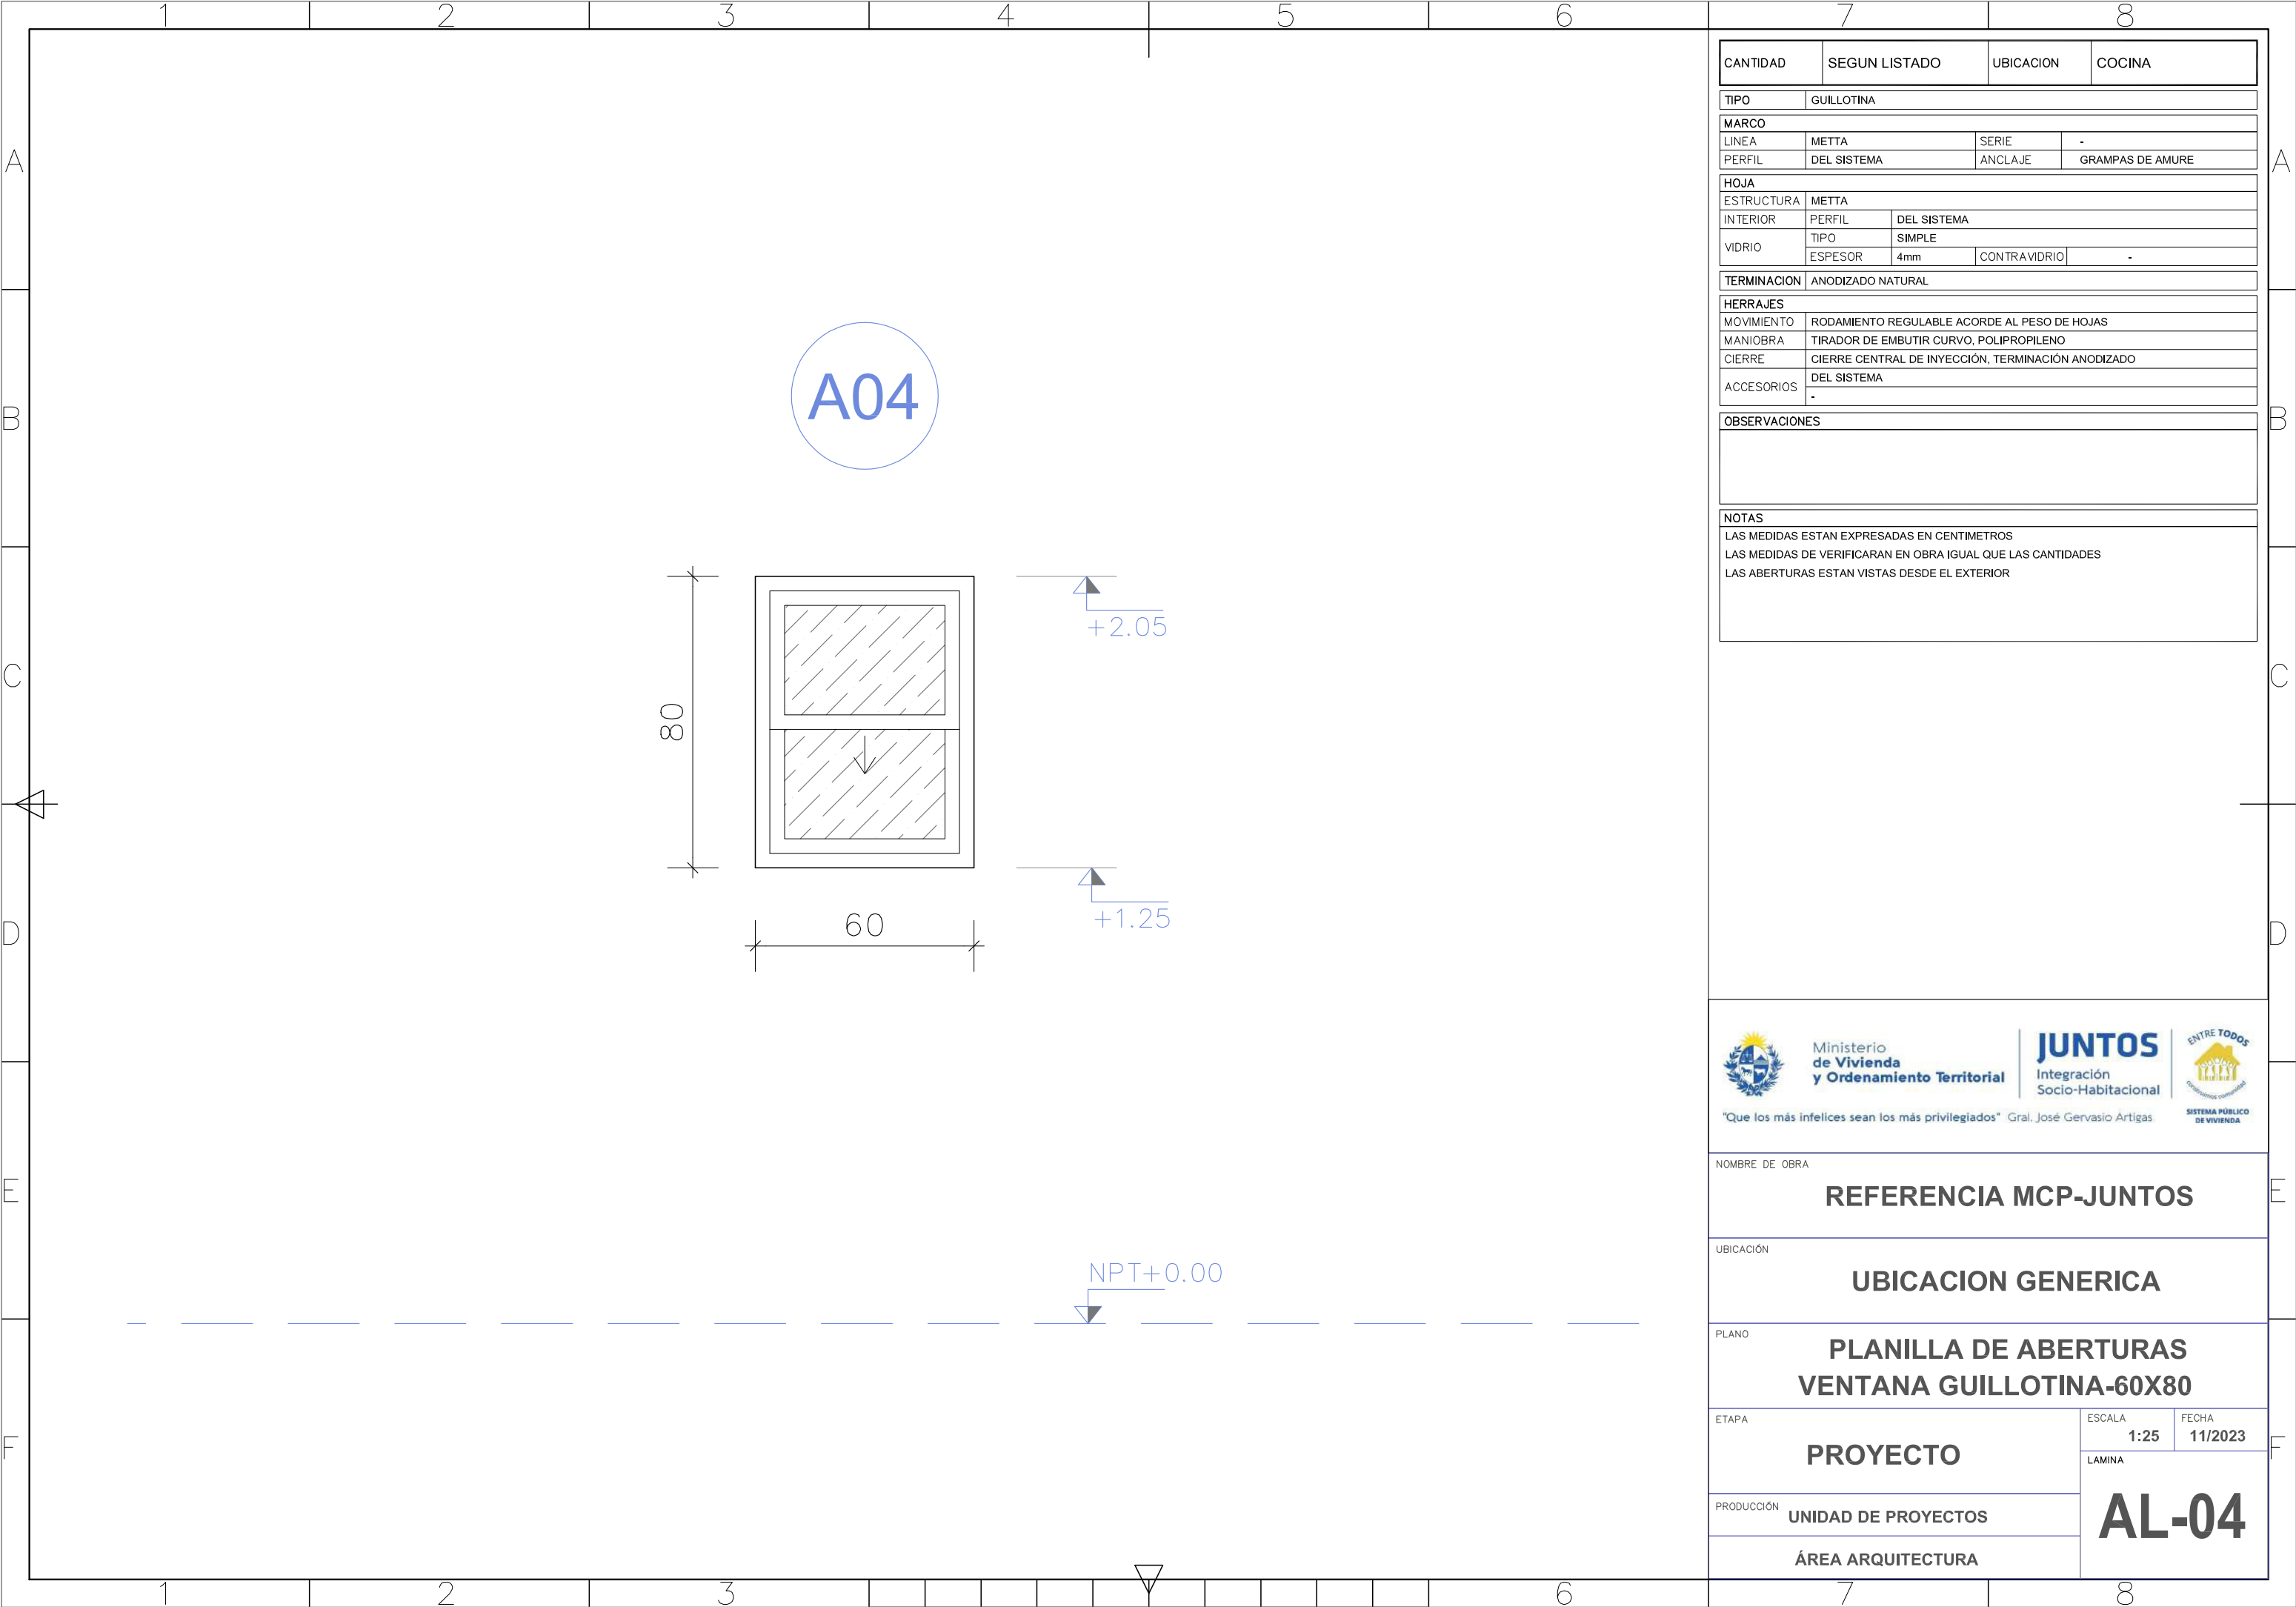 1 2 3 4 5 6 7 8
A
B
C
D
E
F
A04
80
60
+2.05
+1.25
NPT+0.00
CANTIDAD SEGUN LISTADO UBICACION COCINA
TIPO GUILLOTINA
MARCO
LINEA METTA SERIE -
PERFIL DEL SISTEMA ANCLAJE GRAMPAS DE AMURE
HOJA
ESTRUCTURA METTA
INTERIOR PERFIL DEL SISTEMA
VIDRIO TIPO SIMPLE
ESPESOR 4mm CONTRAVIDRIO -
TERMINACION ANODIZADO NATURAL
HERRAJES
MOVIMIENTO RODAMIENTO REGULABLE ACORDE AL PESO DE HOJAS
MANIOBRA TIRADOR DE EMBUTIR CURVO, POLIPROPILENO
CIERRE CIERRE CENTRAL DE INYECCIÓN, TERMINACIÓN ANODIZADO
ACCESORIOS DEL SISTEMA
-
OBSERVACIONES
NOTAS
LAS MEDIDAS ESTAN EXPRESADAS EN CENTIMETROS
LAS MEDIDAS DE VERIFICARAN EN OBRA IGUAL QUE LAS CANTIDADES
LAS ABERTURAS ESTAN VISTAS DESDE EL EXTERIOR
A
B
C
D
E
F
Ministerio
de Vivienda
y Ordenamiento Territorial
JUNTOS
Integración
Socio-Habitacional
ENTRE TODOS
construimos comunidad
SISTEMA PÚBLICO
DE VIVIENDA
"Que los más infelices sean los más privilegiados" Gral. José Gervasio Artigas
NOMBRE DE OBRA
REFERENCIA MCP-JUNTOS
UBICACIÓN
UBICACION GENERICA
PLANO
PLANILLA DE ABERTURAS
VENTANA GUILLOTINA-60X80
ETAPA
PROYECTO
ESCALA
1:25
FECHA
11/2023
LAMINA
AL-04
PRODUCCIÓN
UNIDAD DE PROYECTOS
ÁREA ARQUITECTURA
1 2 3 6 7 8